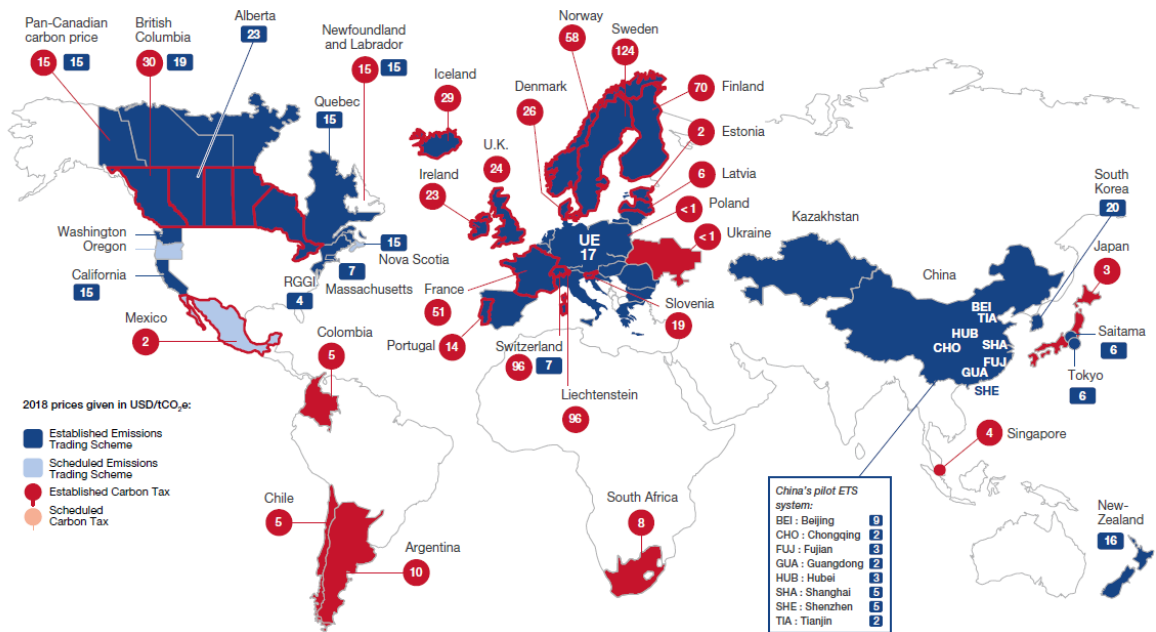 Pan-Canadian
carbon price
15
15
British
Columbia
30
19
Alberta
23
Newfoundland
and Labrador
15
15
Quebec
15
Iceland
29
Norway
58
Sweden
124
Denmark
26
Finland
70
Estonia
2
U.K.
24
Ireland
23
Latvia
6
Poland
< 1
Ukraine
< 1
UE
17
South
Korea
20
Kazakhstan
Japan
3
China
Washington
Oregon
California
15
15
Nova Scotia
7
Massachusetts
RGGI
4
France
51
Portugal
14
Switzerland
96
7
Slovenia
19
Liechtenstein
96
Mexico
2
Colombia
5
BEI
TIA
HUB
CHO
SHA
FUJ
GUA
SHE
Saitama
6
Tokyo
6
Singapore
4
2018 prices given in USD/tCO₂e:
Established Emissions
Trading Scheme
Scheduled Emissions
Trading Scheme
Established Carbon Tax
Scheduled
Carbon Tax
Chile
5
Argentina
10
South Africa
8
China's pilot ETS
system:
BEI : Beijing 9
CHO : Chongqing 2
FUJ : Fujian 3
GUA : Guangdong 2
HUB : Hubei 3
SHA : Shanghai 5
SHE : Shenzhen 5
TIA : Tianjin 2
New-
Zealand
16